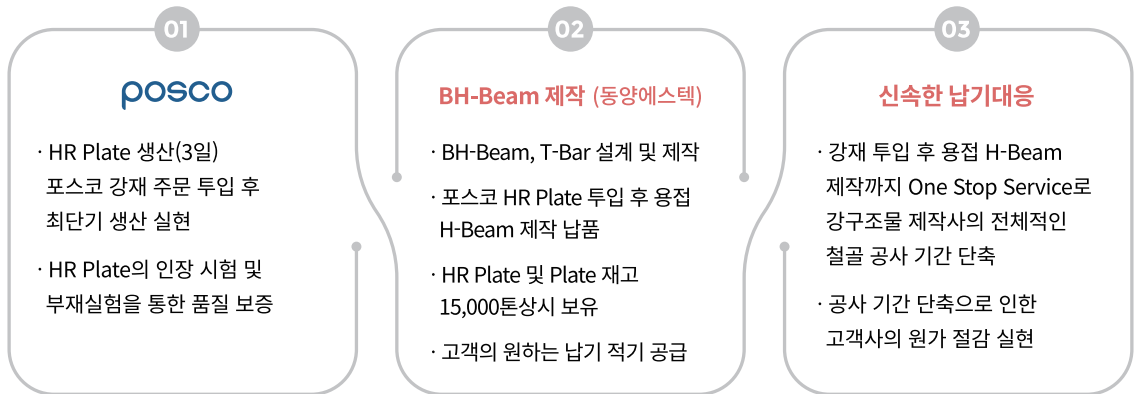 01
posco
· HR Plate 생산(3일)
포스코 강재 주문 투입 후
최단기 생산 실현
· HR Plate의 인장 시험 및
부재실험을 통한 품질 보증
02
BH-Beam 제작 (동양에스텍)
· BH-Beam, T-Bar 설계 및 제작
· 포스코 HR Plate 투입 후 용접
H-Beam 제작 납품
· HR Plate 및 Plate 재고
15,000톤상시 보유
· 고객의 원하는 납기 적기 공급
03
신속한 납기대응
· 강재 투입 후 용접 H-Beam
제작까지 One Stop Service로
강구조물 제작사의 전체적인
철골 공사 기간 단축
· 공사 기간 단축으로 인한
고객사의 원가 절감 실현